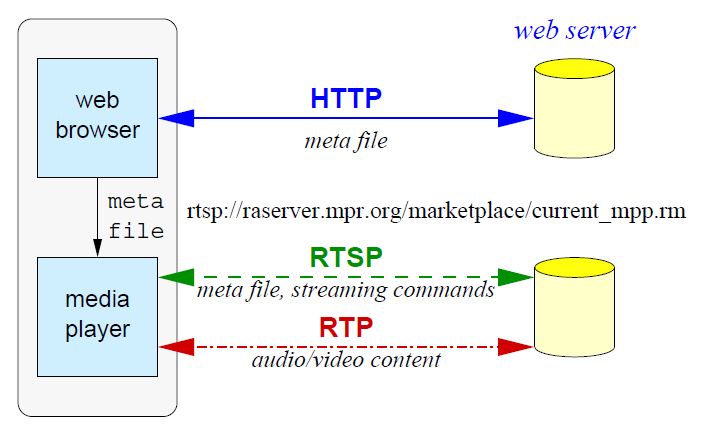 web server
web
browser
HTTP
meta file
meta
file
rtsp://raserver.mpr.org/marketplace/current_mpp.rm
RTSP
meta file, streaming commands
media
player
RTP
audio/video content